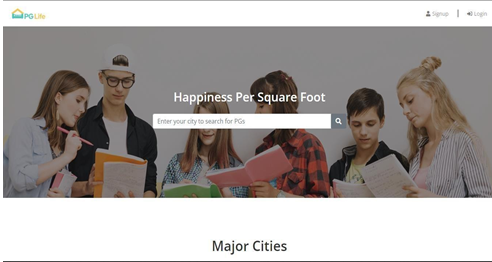 PG Life
Signup | Login
Happiness Per Square Foot
Enter your city to search for PGs
Major Cities